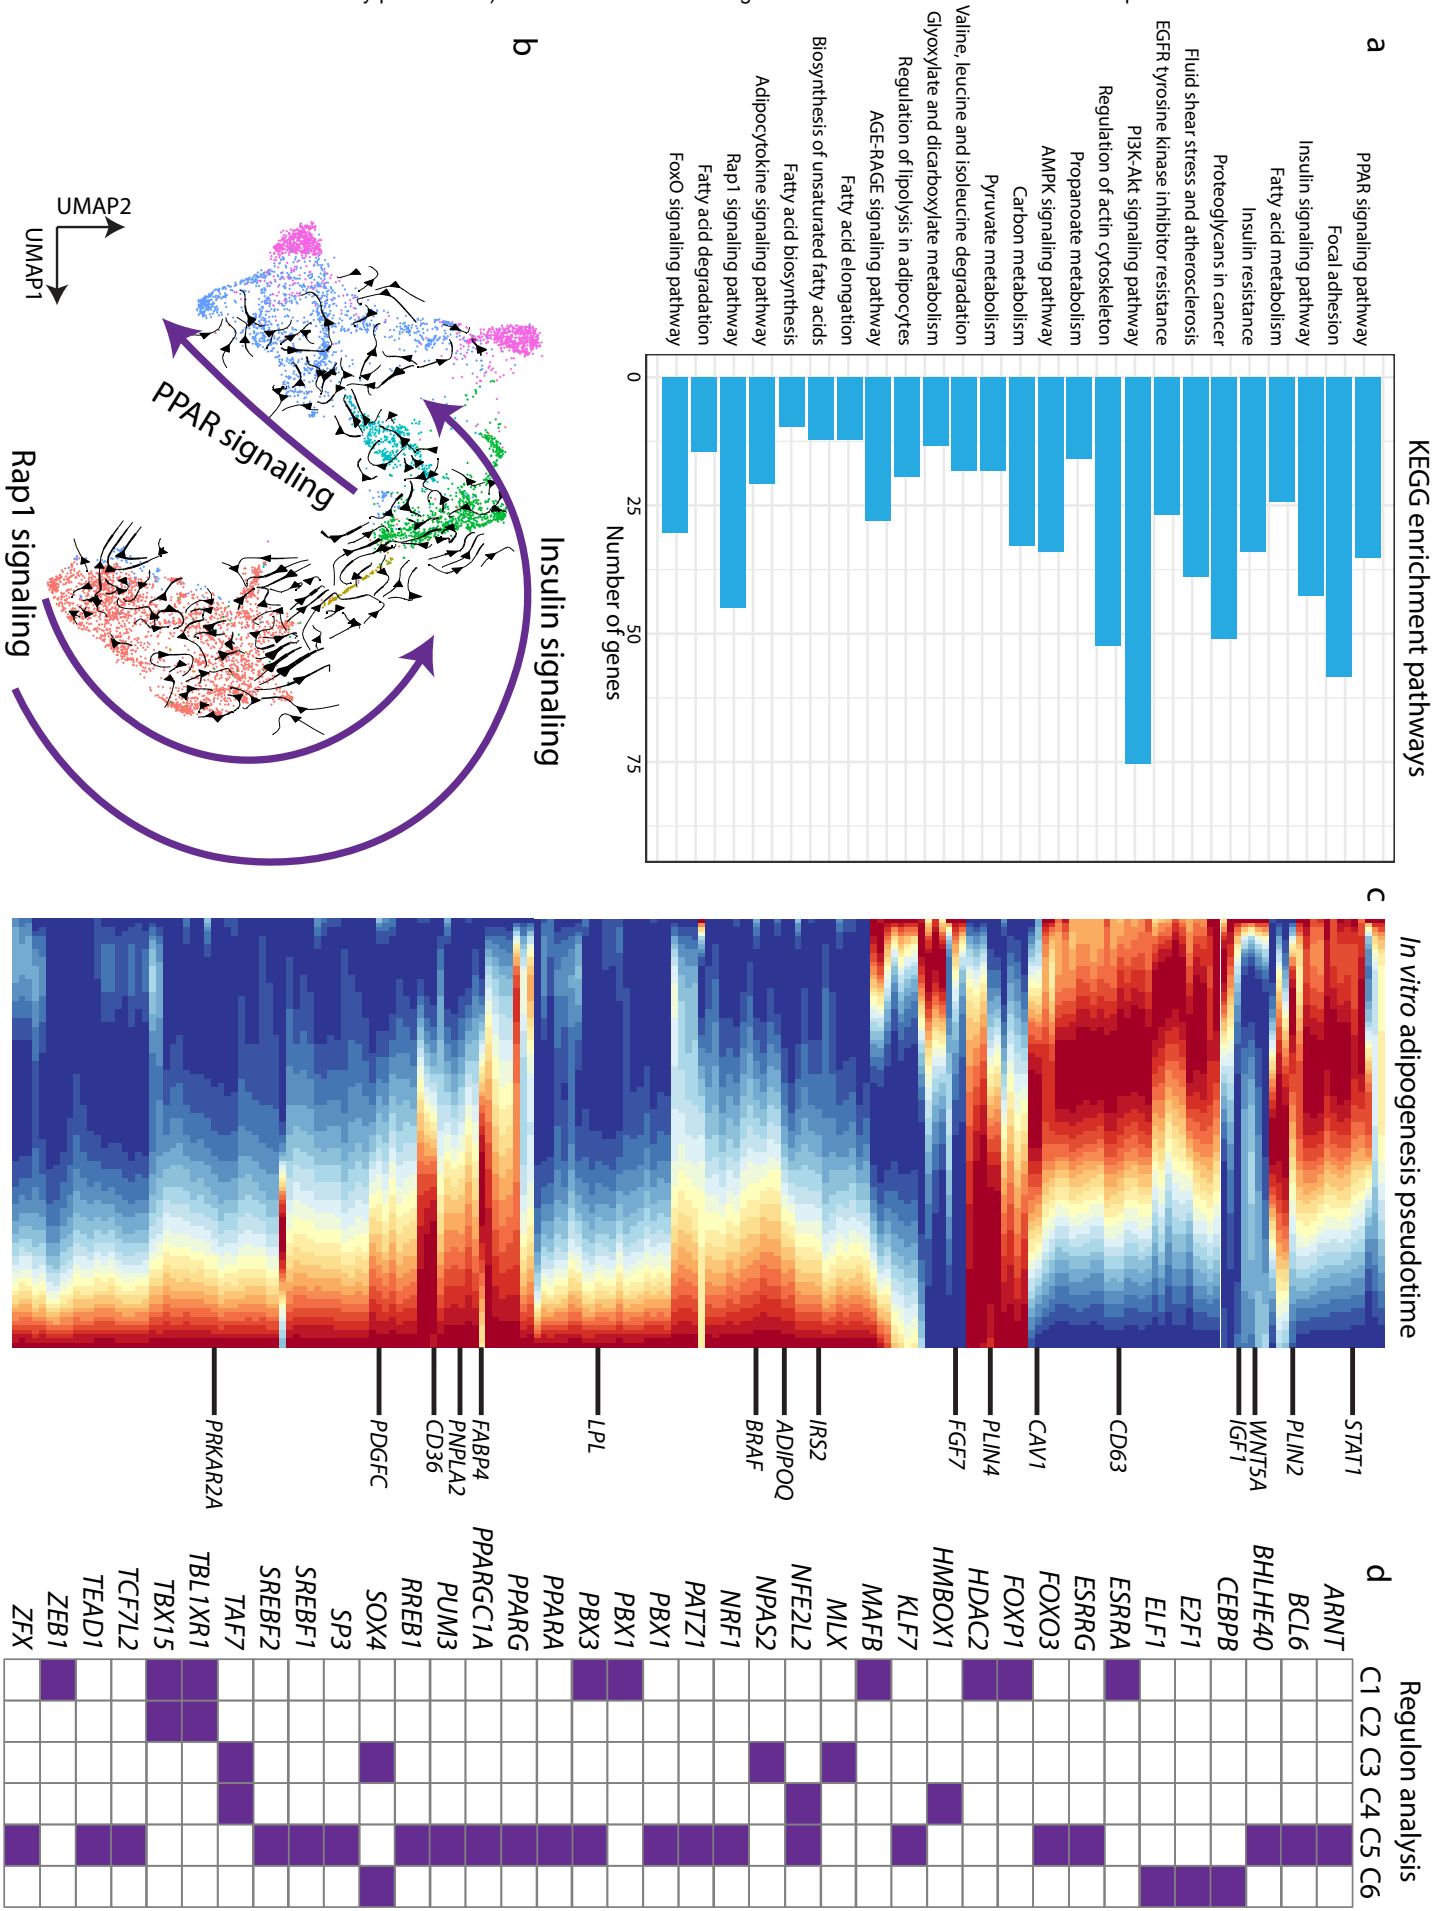 a
KEGG enrichment pathways
PPAR signaling pathway
Focal adhesion
Insulin signaling pathway
Fatty acid metabolism
Insulin resistance
Proteoglycans in cancer
Fluid shear stress and atherosclerosis
EGFR tyrosine kinase inhibitor resistance
PI3K-Akt signaling pathway
Regulation of actin cytoskeleton
Propanoate metabolism
AMPK signaling pathway
Carbon metabolism
Pyruvate metabolism
Valine, leucine and isoleucine degradation
Glyoxylate and dicarboxylate metabolism
Regulation of lipolysis in adipocytes
AGE-RAGE signaling pathway
Fatty acid elongation
Biosynthesis of unsaturated fatty acids
Fatty acid biosynthesis
Adipocytokine signaling pathway
Rap1 signaling pathway
Fatty acid degradation
FoxO signaling pathway
0 25 50 75
Number of genes
b
Insulin signaling
PPAR signaling
Rap1 signaling
UMAP2
UMAP1
c
In vitro adipogenesis pseudotime
STAT1
PLIN2
WNT5A
IGF1
CD63
CAV1
PLIN4
FGF7
IRS2
ADIPOQ
BRAF
LPL
FABP4
PNPLA2
CD36
PDGFC
PRKAR2A
d
Regulon analysis
C1 C2 C3 C4 C5 C6
ARNT
BCL6
BHLHE40
CEBPB
E2F1
ELF1
ESRRA
ESRRG
FOXO3
FOXP1
HDAC2
HMBOX1
KLF7
MAFB
MLX
NFE2L2
NPAS2
NRF1
PATZ1
PBX1
PBX1
PBX3
PPARA
PPARG
PPARGC1A
PUM3
RREB1
SOX4
SP3
SREBF1
SREBF2
TAF7
TBL1XR1
TBX15
TCF7L2
TEAD1
ZEB1
ZFX